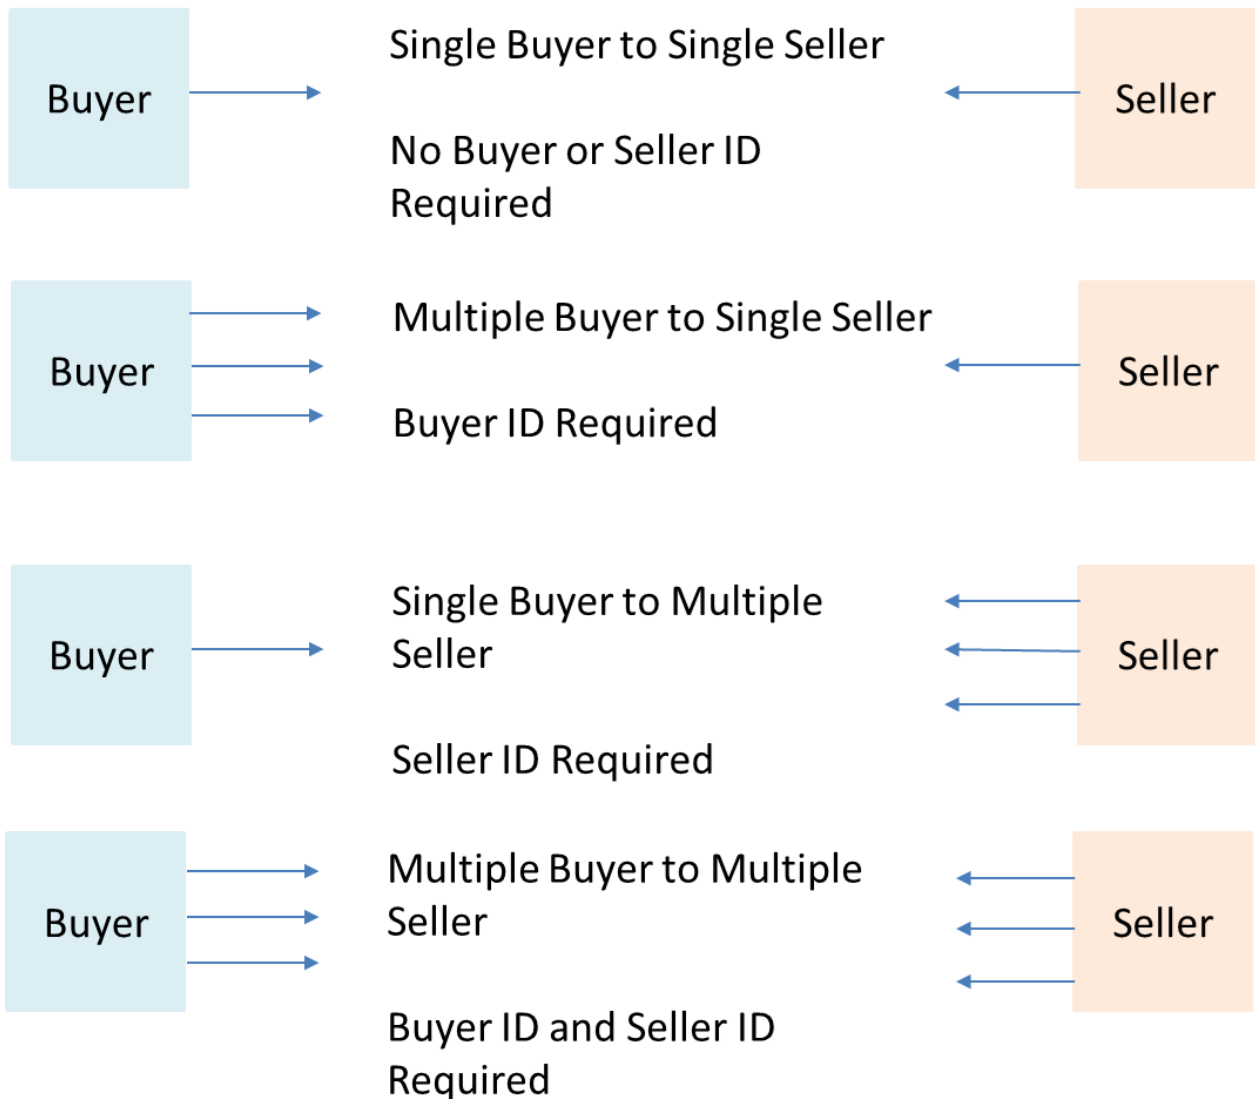 Buyer
Single Buyer to Single Seller
No Buyer or Seller ID
Required
Seller
Buyer
Multiple Buyer to Single Seller
Buyer ID Required
Seller
Buyer
Single Buyer to Multiple
Seller
Seller ID Required
Seller
Buyer
Multiple Buyer to Multiple
Seller
Buyer ID and Seller ID
Required
Seller